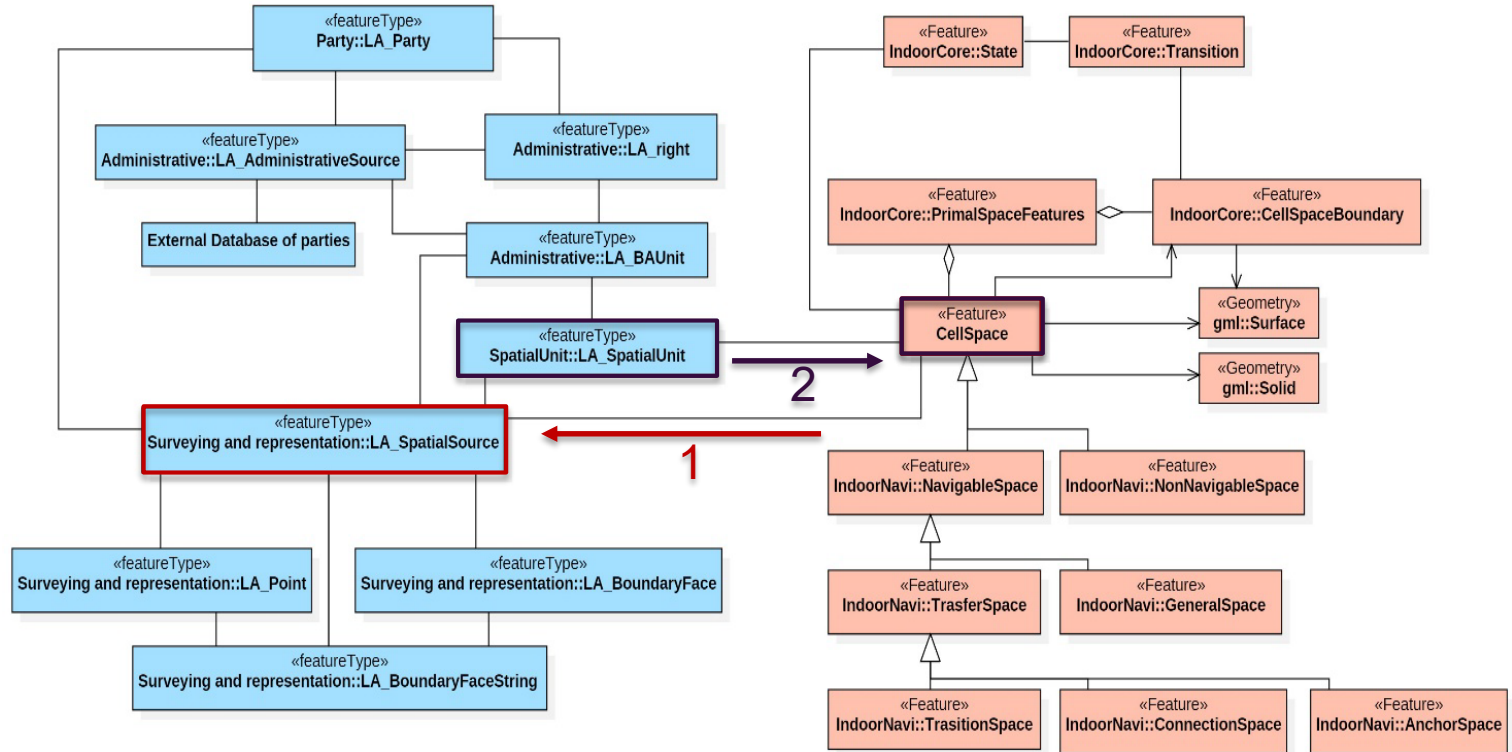 «featureType»
Party::LA_Party
«featureType»
Administrative::LA_AdministrativeSource
«featureType»
Administrative::LA_right
External Database of parties
«featureType»
Administrative::LA_BAUnit
«featureType»
SpatialUnit::LA_SpatialUnit
«featureType»
Surveying and representation::LA_SpatialSource
«featureType»
Surveying and representation::LA_Point
«featureType»
Surveying and representation::LA_BoundaryFace
«featureType»
Surveying and representation::LA_BoundaryFaceString
2
1
«Feature»
IndoorCore::State
«Feature»
IndoorCore::Transition
«Feature»
IndoorCore::PrimalSpaceFeatures
«Feature»
IndoorCore::CellSpaceBoundary
«Feature»
CellSpace
«Geometry»
gml::Surface
«Geometry»
gml::Solid
«Feature»
IndoorNavi::NavigableSpace
«Feature»
IndoorNavi::NonNavigableSpace
«Feature»
IndoorNavi::TrasferSpace
«Feature»
IndoorNavi::GeneralSpace
«Feature»
IndoorNavi::TrasitionSpace
«Feature»
IndoorNavi::ConnectionSpace
«Feature»
IndoorNavi::AnchorSpace